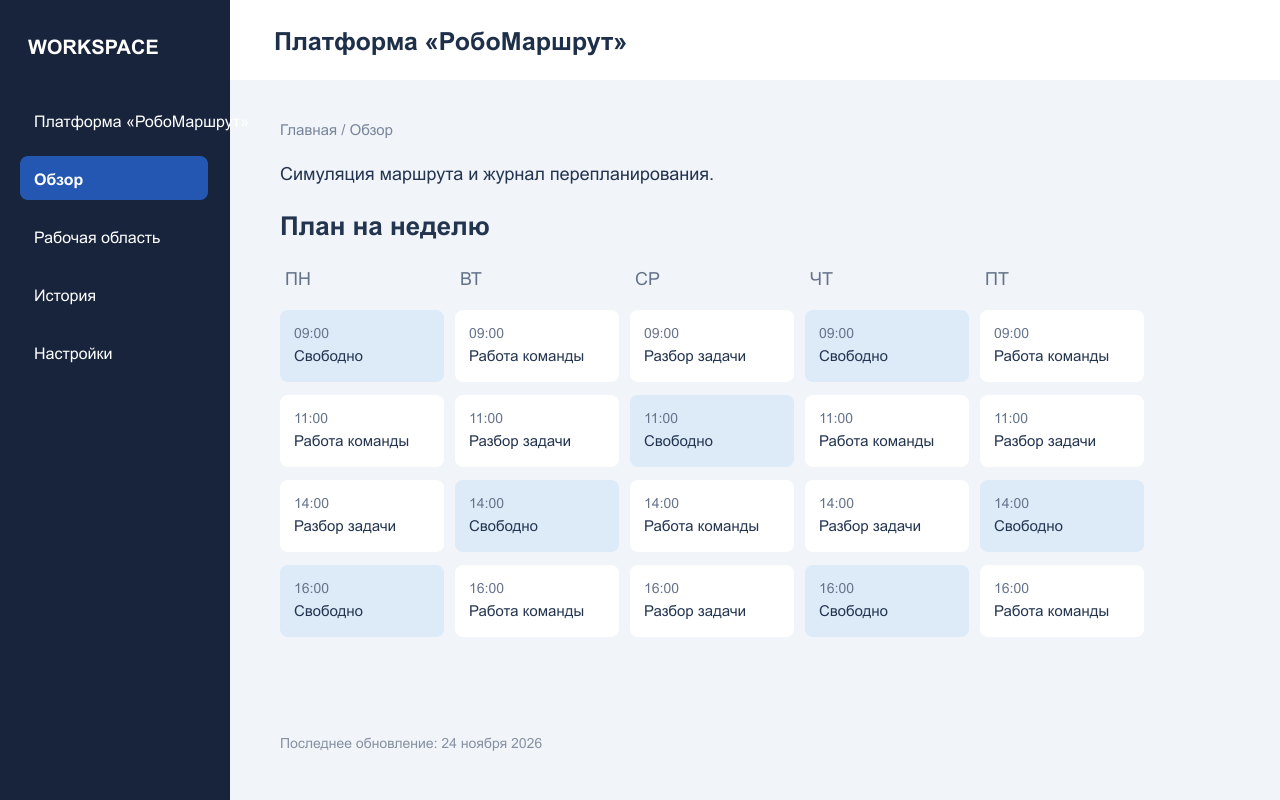 WORKSPACE
Платформа «РобоМаршрут»
Обзор
Рабочая область
История
Настройки
Платформа «РобоМаршрут»
Главная / Обзор
Симуляция маршрута и журнал перепланирования.
План на неделю
ПН ВТ СР ЧТ ПТ
09:00 09:00 09:00 09:00 09:00
Свободно Работа команды Разбор задачи Свободно Работа команды
11:00 11:00 11:00 11:00 11:00
Работа команды Разбор задачи Свободно Работа команды Разбор задачи
14:00 14:00 14:00 14:00 14:00
Разбор задачи Свободно Работа команды Разбор задачи Свободно
16:00 16:00 16:00 16:00 16:00
Свободно Работа команды Разбор задачи Свободно Работа команды
Последнее обновление: 24 ноября 2026